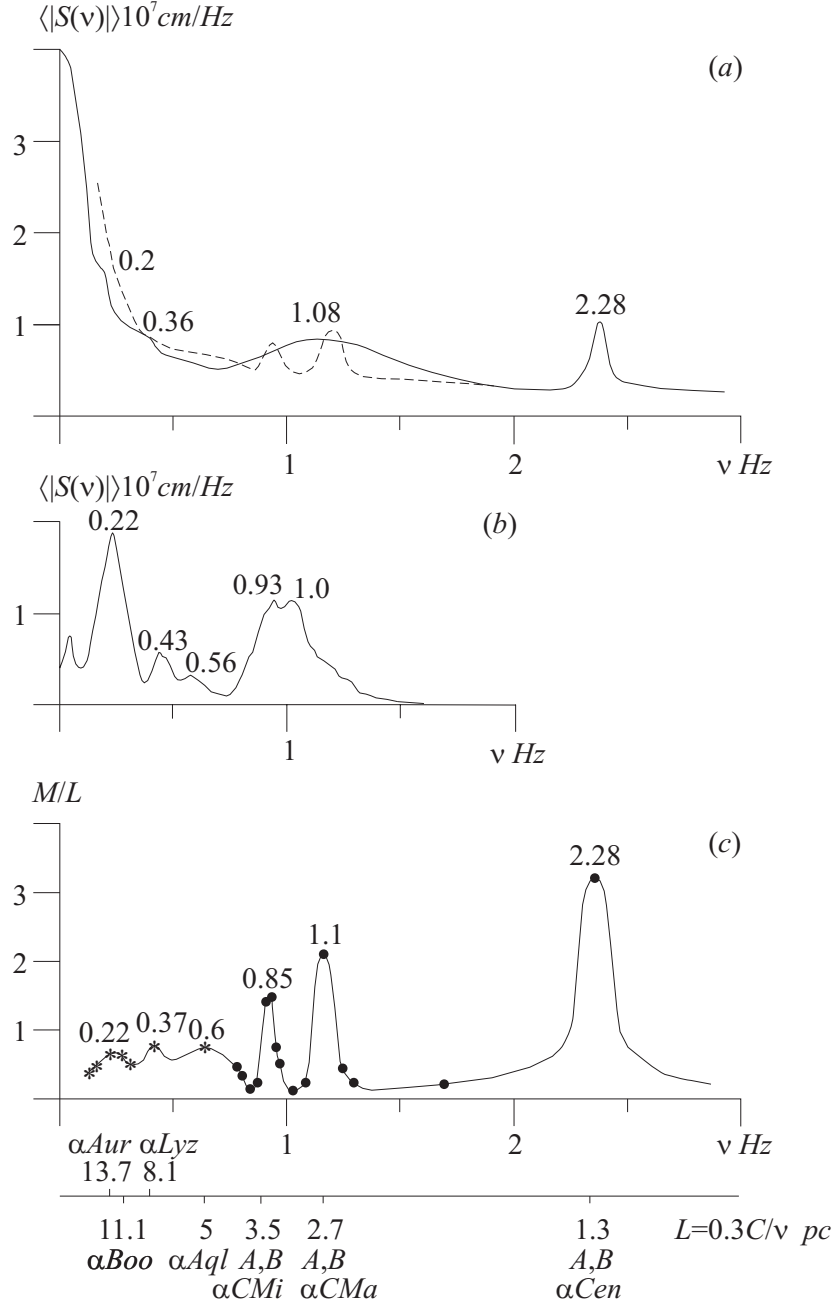 ⟨|S(ν)|⟩10⁷cm/Hz
(a)
3
2
1
0.2
0.36
1.08
2.28
1
2
ν Hz
⟨|S(ν)|⟩10⁷cm/Hz
(b)
0.22
1
0.43
0.56
0.93
1.0
1
ν Hz
M/L
(c)
3
2
1
0.22
0.37
0.6
0.85
1.1
2.28
1
2
ν Hz
αAur αLyz
13.7 8.1
11.1 5 3.5 2.7 1.3 L=0.3C/ν pc
αBoo αAql A,B A,B A,B
αCMi αCMa αCen